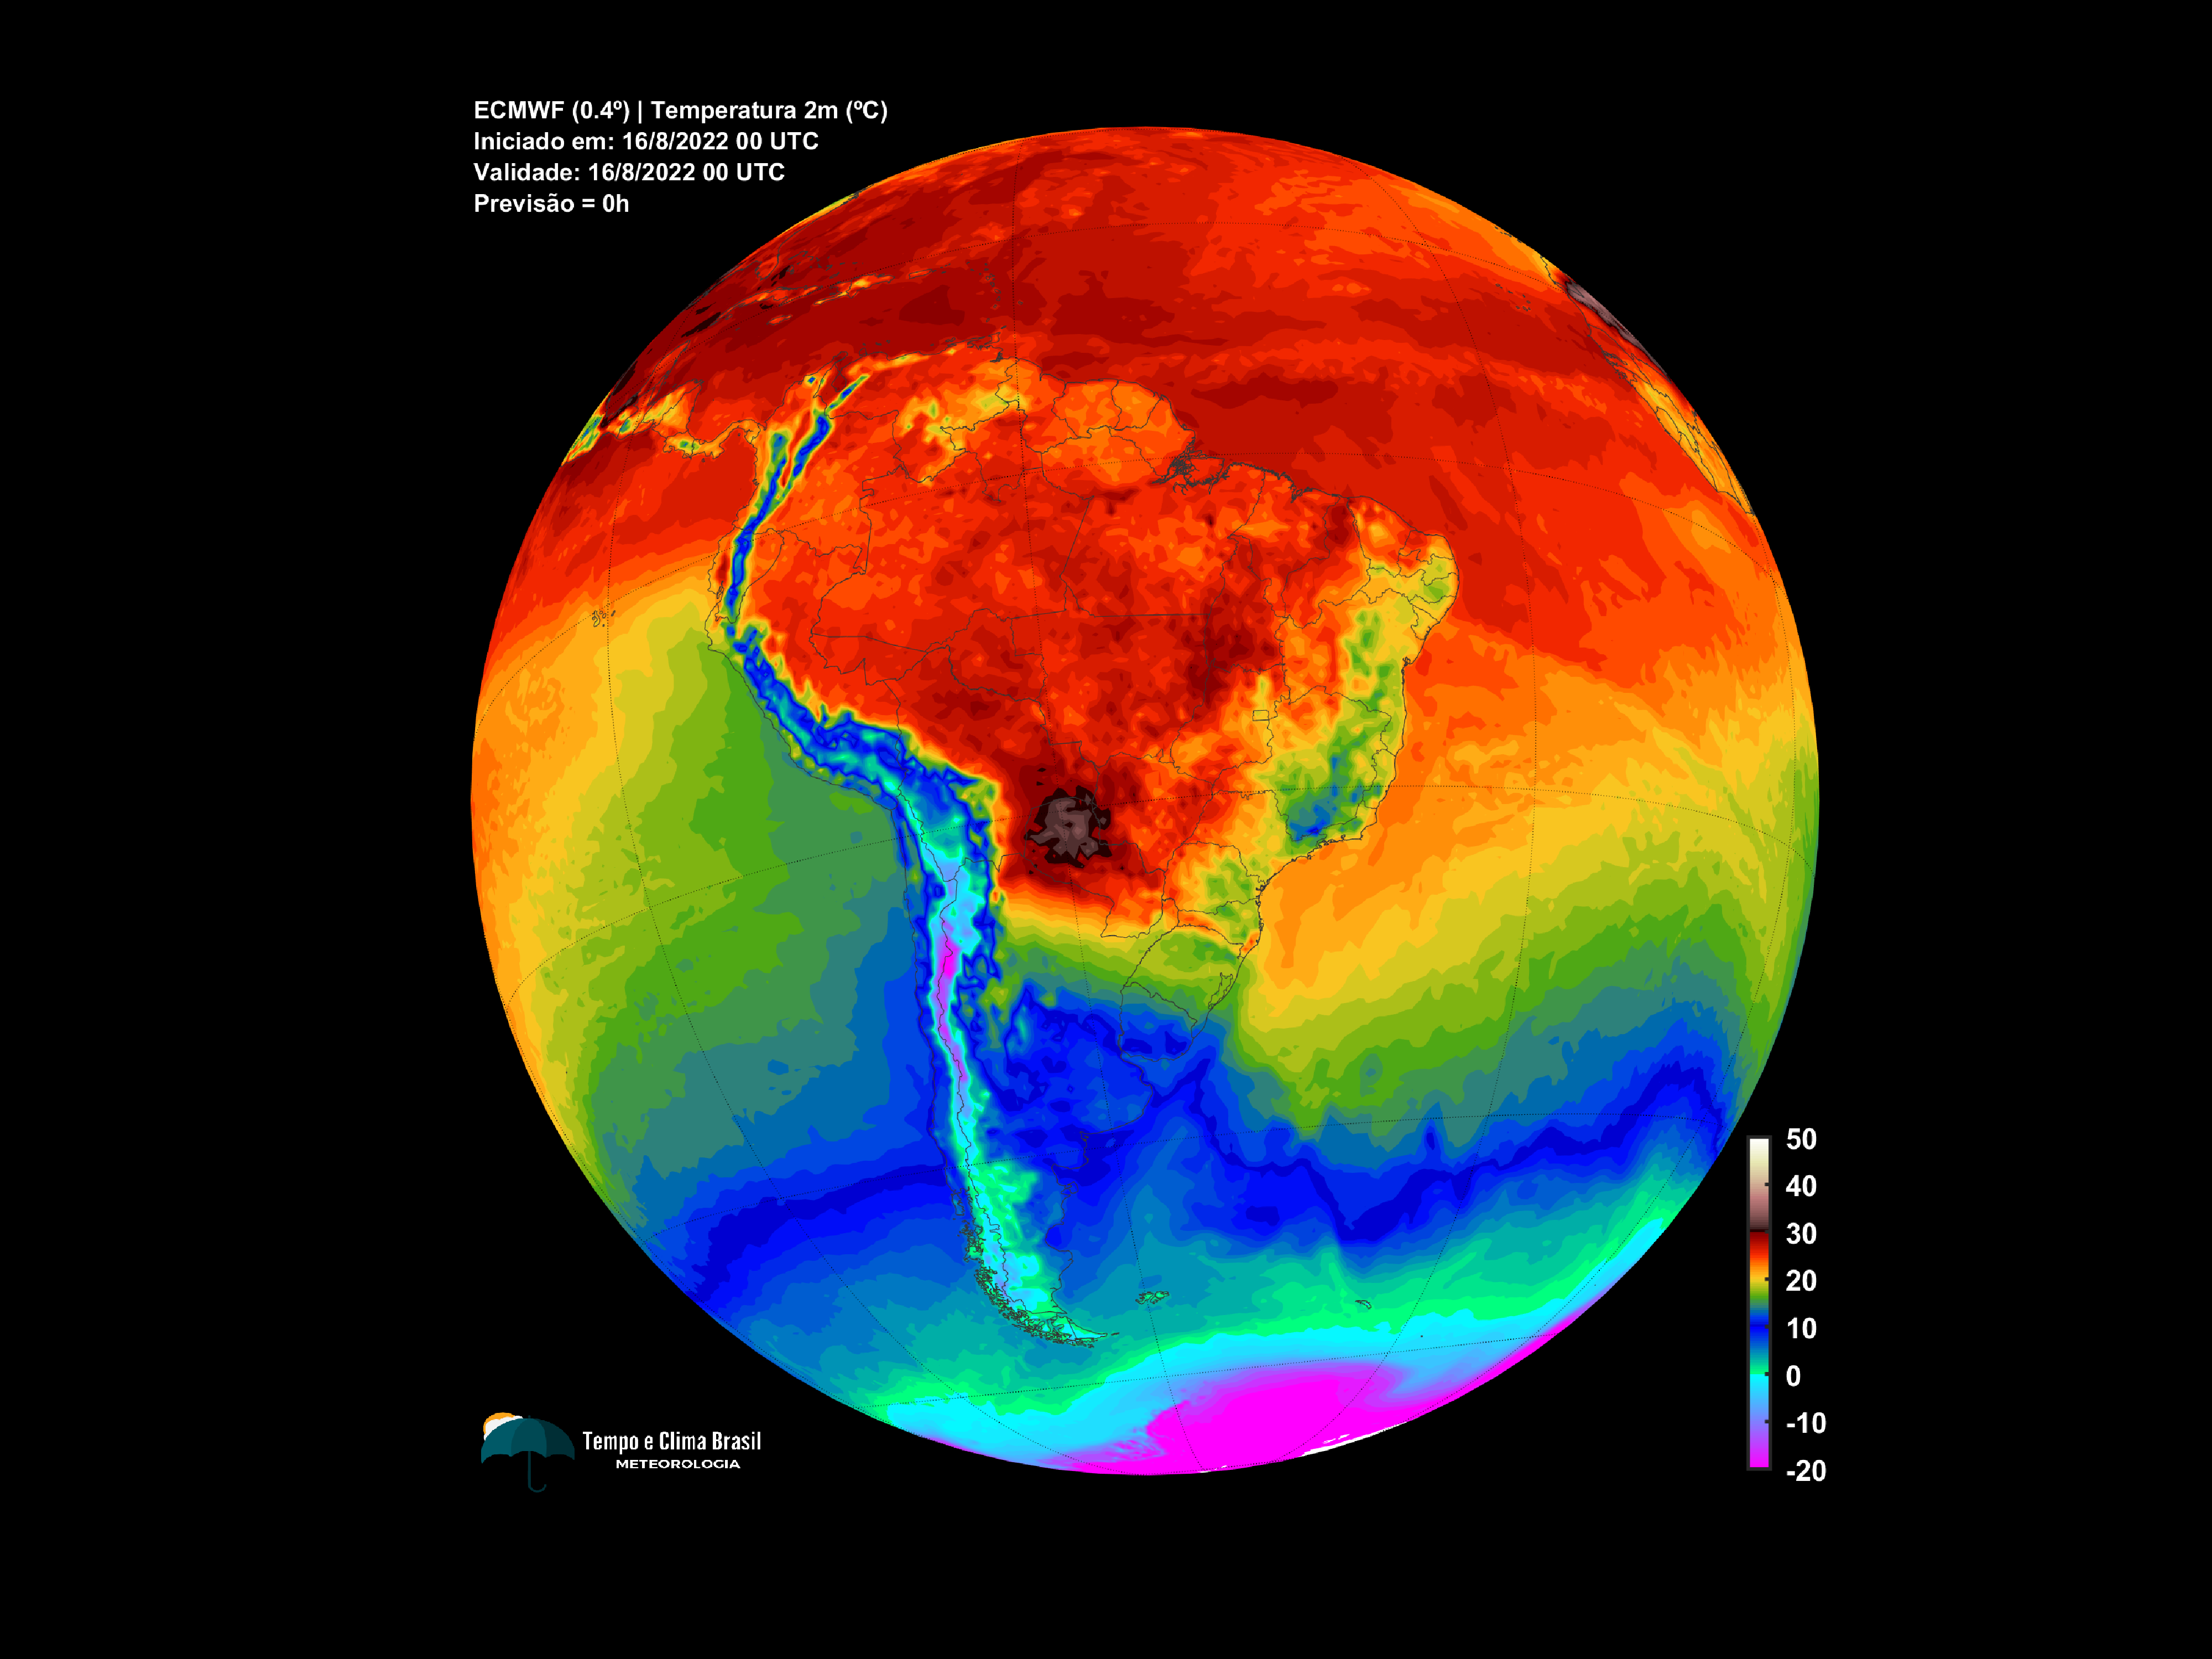 ECMWF (0.4º) | Temperatura 2m (ºC)
Iniciado em: 16/8/2022 00 UTC
Validade: 16/8/2022 00 UTC
Previsão = 0h
50
40
30
20
10
0
-10
-20
Tempo e Clima Brasil
METEOROLOGIA